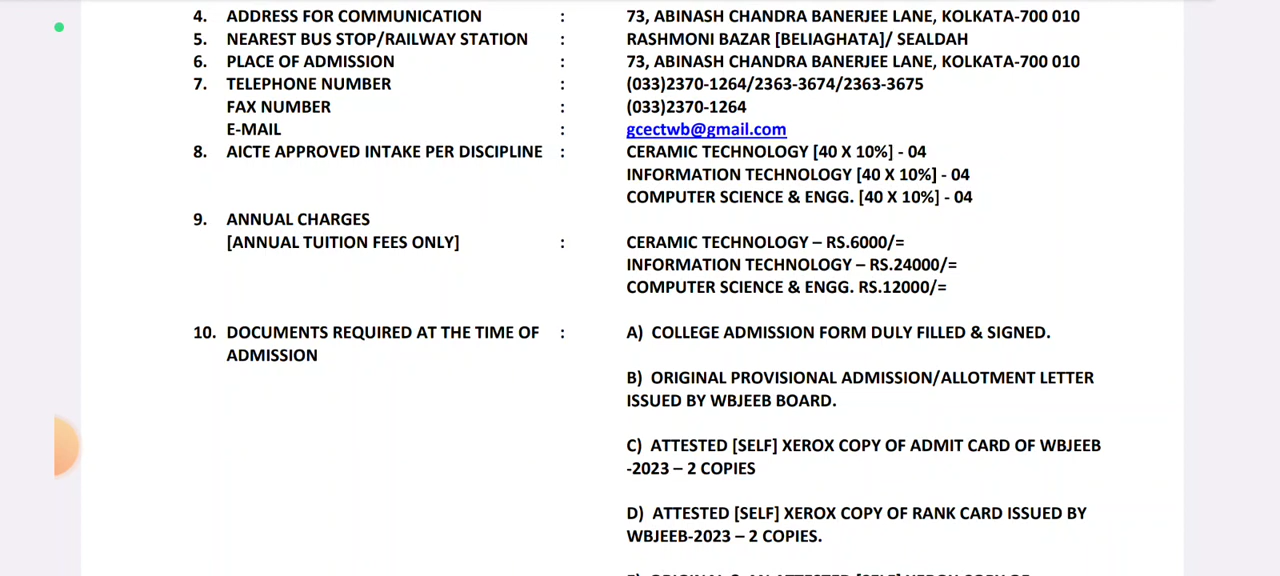 4. ADDRESS FOR COMMUNICATION : 73, ABINASH CHANDRA BANERJEE LANE, KOLKATA-700 010
5. NEAREST BUS STOP/RAILWAY STATION : RASHMONI BAZAR [BELIAGHATA]/ SEALDAH
6. PLACE OF ADMISSION : 73, ABINASH CHANDRA BANERJEE LANE, KOLKATA-700 010
7. TELEPHONE NUMBER : (033)2370-1264/2363-3674/2363-3675
FAX NUMBER : (033)2370-1264
E-MAIL : gcectwb@gmail.com
8. AICTE APPROVED INTAKE PER DISCIPLINE : CERAMIC TECHNOLOGY [40 X 10%] - 04
INFORMATION TECHNOLOGY [40 X 10%] - 04
COMPUTER SCIENCE & ENGG. [40 X 10%] - 04
9. ANNUAL CHARGES
[ANNUAL TUITION FEES ONLY] : CERAMIC TECHNOLOGY – RS.6000/=
INFORMATION TECHNOLOGY – RS.24000/=
COMPUTER SCIENCE & ENGG. RS.12000/=
10. DOCUMENTS REQUIRED AT THE TIME OF : A) COLLEGE ADMISSION FORM DULY FILLED & SIGNED.
ADMISSION
B) ORIGINAL PROVISIONAL ADMISSION/ALLOTMENT LETTER
ISSUED BY WBJEEB BOARD.
C) ATTESTED [SELF] XEROX COPY OF ADMIT CARD OF WBJEEB
-2023 – 2 COPIES
D) ATTESTED [SELF] XEROX COPY OF RANK CARD ISSUED BY
WBJEEB-2023 – 2 COPIES.